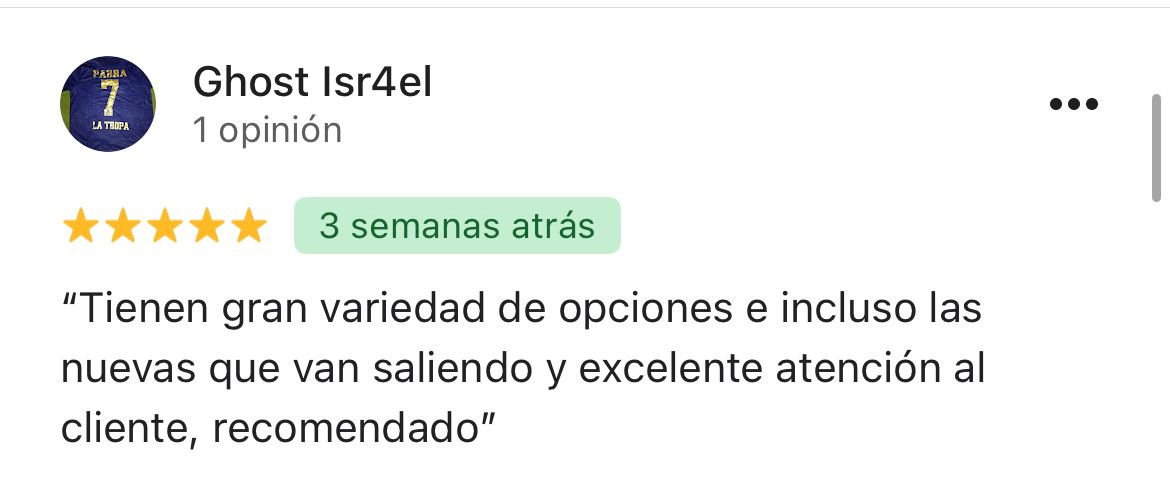 PARRA
7
LA TROPA
Ghost Isr4el
1 opinión
3 semanas atrás
“Tienen gran variedad de opciones e incluso las
nuevas que van saliendo y excelente atención al
cliente, recomendado”